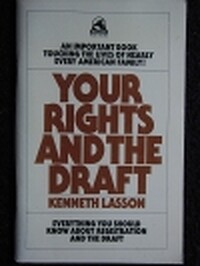 AN IMPORTANT BOOK
TOUCHING THE LIVES OF NEARLY
EVERY AMERICAN FAMILY!
YOUR
RIGHTS
AND THE
DRAFT
KENNETH LASSON
EVERYTHING YOU SHOULD
KNOW ABOUT REGISTRATION
AND THE DRAFT